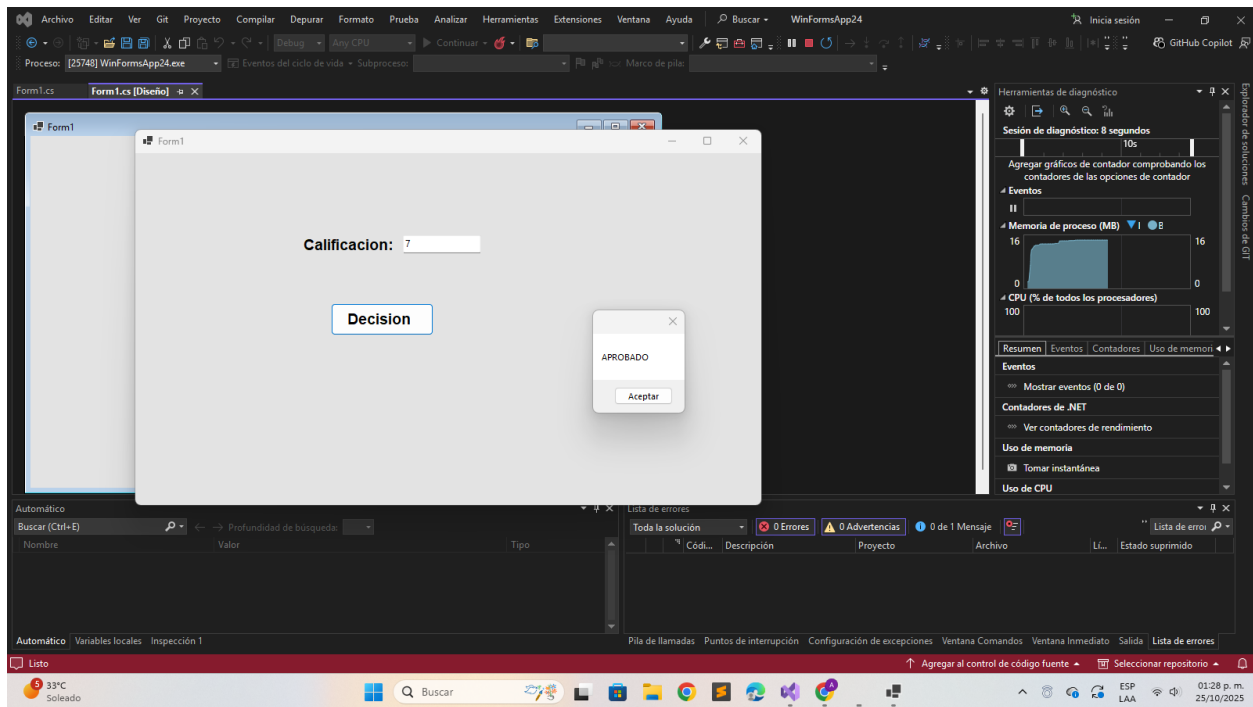 Archivo Editar Ver Git Proyecto Compilar Depurar Formato Prueba Analizar Herramientas Extensiones Ventana Ayuda Buscar WinFormsApp24 Inicia sesión
Debug Any CPU Continuar GitHub Copilot
Proceso: [25748] WinFormsApp24.exe Eventos del ciclo de vida Subproceso: Marco de pila:
Form1.cs Form1.cs [Diseño]
Form1
Form1
Calificacion: 7
Decision
APROBADO
Aceptar
Herramientas de diagnóstico
Sesión de diagnóstico: 8 segundos
10s
Agregar gráficos de contador comprobando los
contadores de las opciones de contador
Eventos
Memoria de proceso (MB) I B
16 16
0 0
CPU (% de todos los procesadores)
100 100
Resumen Eventos Contadores Uso de memori
Eventos
Mostrar eventos (0 de 0)
Contadores de .NET
Ver contadores de rendimiento
Uso de memoria
Tomar instantánea
Uso de CPU
Explorador de soluciones
Cambios de GIT
Automático
Buscar (Ctrl+E) Profundidad de búsqueda:
Nombre Valor Tipo
Automático Variables locales Inspección 1
Lista de errores
Toda la solución 0 Errores 0 Advertencias 0 de 1 Mensaje Lista de erroi
Códi... Descripción Proyecto Archivo Lí... Estado suprimido
Pila de llamadas Puntos de interrupción Configuración de excepciones Ventana Comandos Ventana Inmediato Salida Lista de errores
Listo Agregar al control de código fuente Seleccionar repositorio
5 33°C
Soleado
Buscar
A
ESP
LAA
01:28 p. m.
25/10/2025